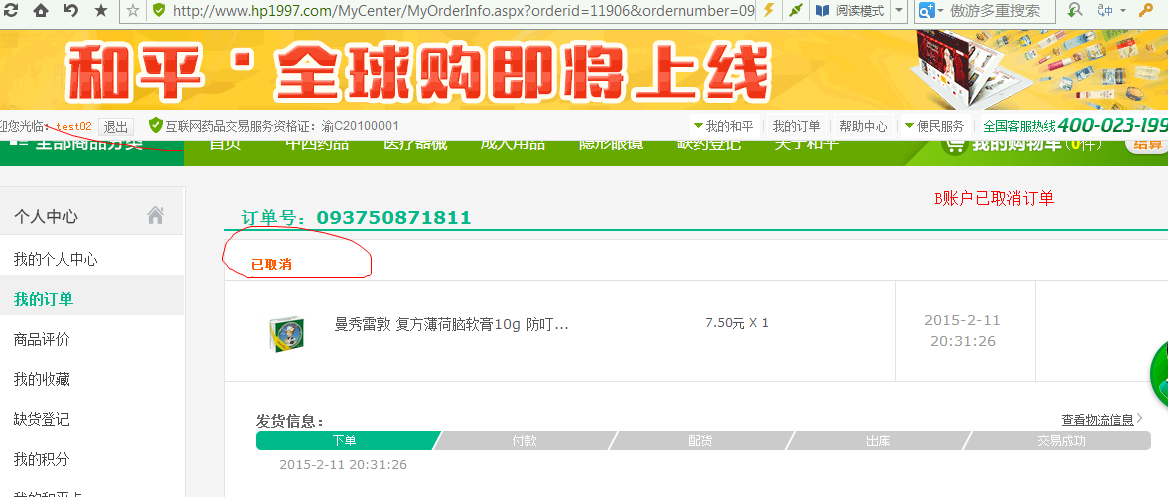 http://www.hp1997.com/MyCenter/MyOrderInfo.aspx?orderid=11906&ordernumber=09
阅读模式
傲游多重搜索
和平·全球购即将上线
迎您光临: test02 退出 互联网药品交易服务资格证：渝C20100001
我的和平 我的订单 帮助中心 便民服务 全国客服热线 400-023-199
全部商品分类 首页 中西药品 医疗器械 成人用品 隐形眼镜 缺药登记 关于和平 我的购物车(0件) 结算
B账户已取消订单
个人中心
订单号：093750871811
已取消
我的个人中心
我的订单
商品评价
我的收藏
缺货登记
我的积分
我的和平卡
曼秀雷敦 复方薄荷脑软膏10g 防叮...
7.50元 X 1
2015-2-11
20:31:26
发货信息：
查看物流信息
下单 付款 配货 出库 交易成功
2015-2-11 20:31:26